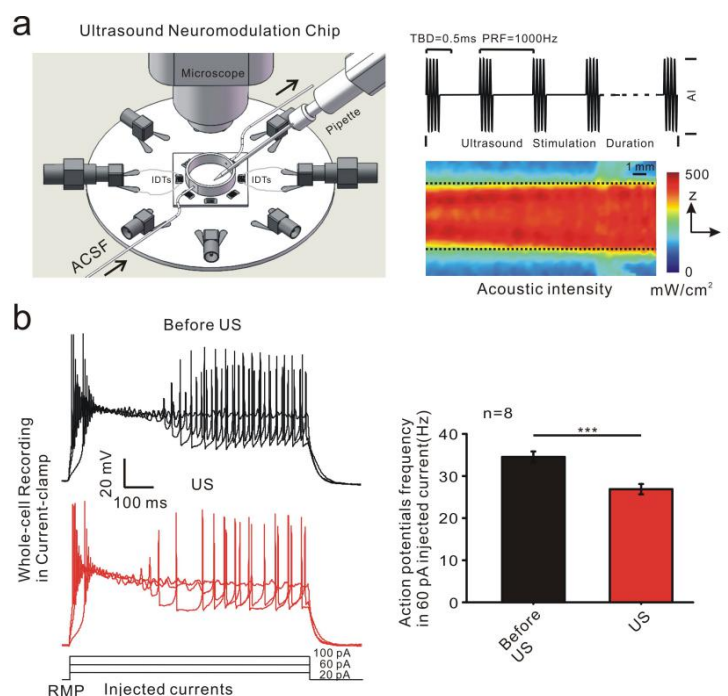 a
Ultrasound Neuromodulation Chip
Microscope
Pipette
IDTs
IDTs
ACSF
TBD=0.5ms PRF=1000Hz
AI
Ultrasound Stimulation Duration
1 mm
500
0
mW/cm²
Z
Acoustic intensity
b
Before US
Whole-cell Recording
in Current-clamp
20 mV
100 ms
US
100 pA
60 pA
20 pA
RMP
Injected currents
n=8
***
Action potentials frequency
in 60 pA injected current(Hz)
40
30
20
10
0
Before
US
US